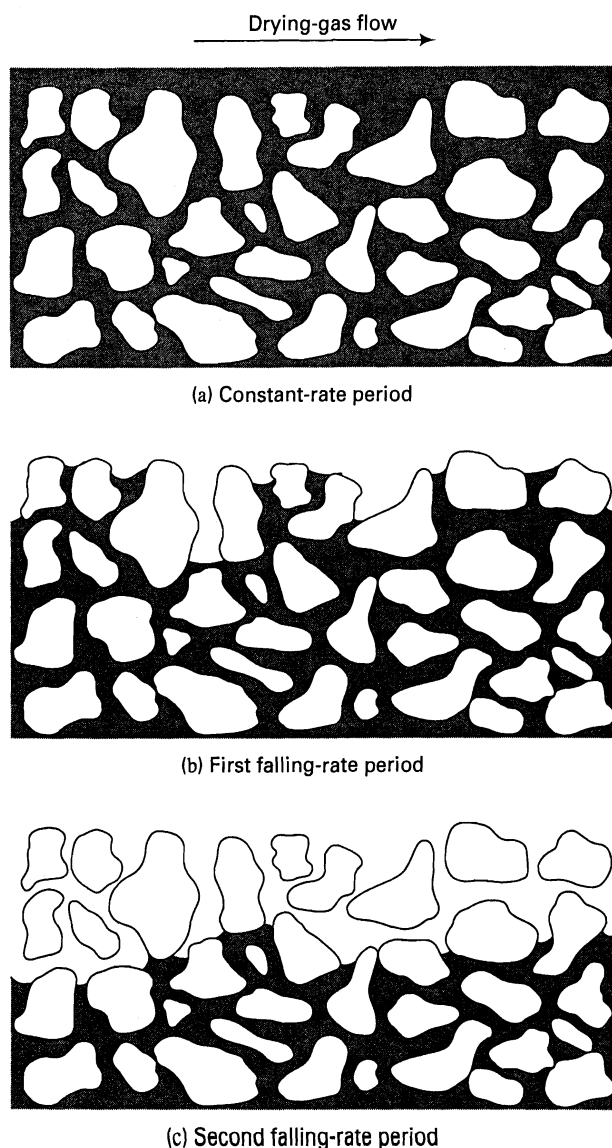 Drying-gas flow
(a) Constant-rate period
(b) First falling-rate period
(c) Second falling-rate period